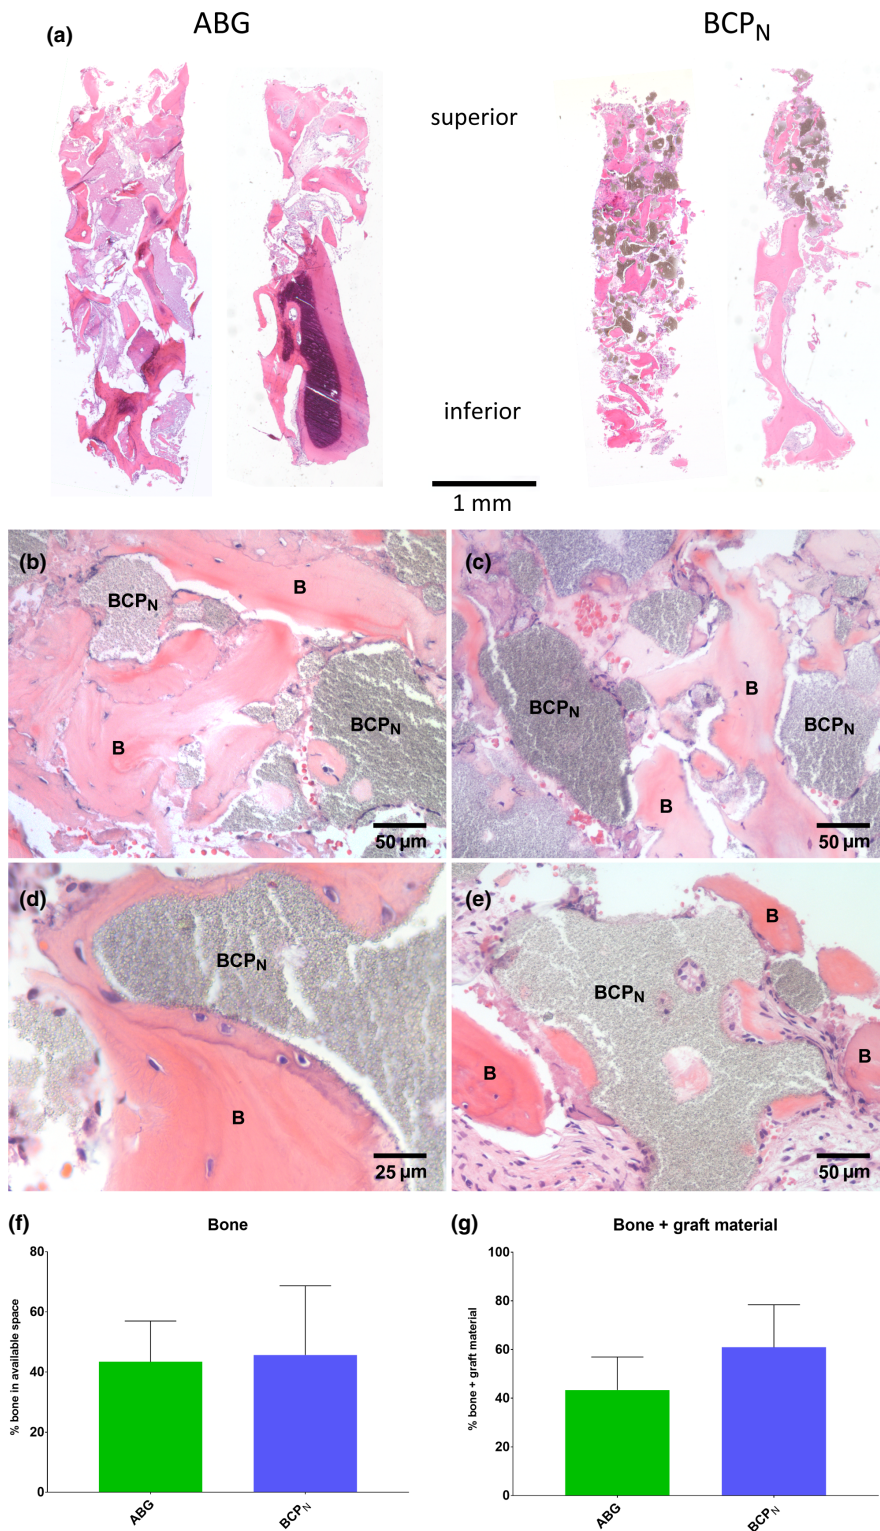 ABG
BCPN
(a)
superior
inferior
1 mm
(b)
B
BCPN
BCPN
B
50 µm
(c)
B
BCPN
BCPN
B
50 µm
(d)
BCPN
B
25 µm
(e)
B
BCPN
B
B
50 µm
(f)
Bone
% bone in available space
80
60
40
20
0
ABG
BCPN
(g)
Bone + graft material
% bone + graft material
100
80
60
40
20
0
ABG
BCPN